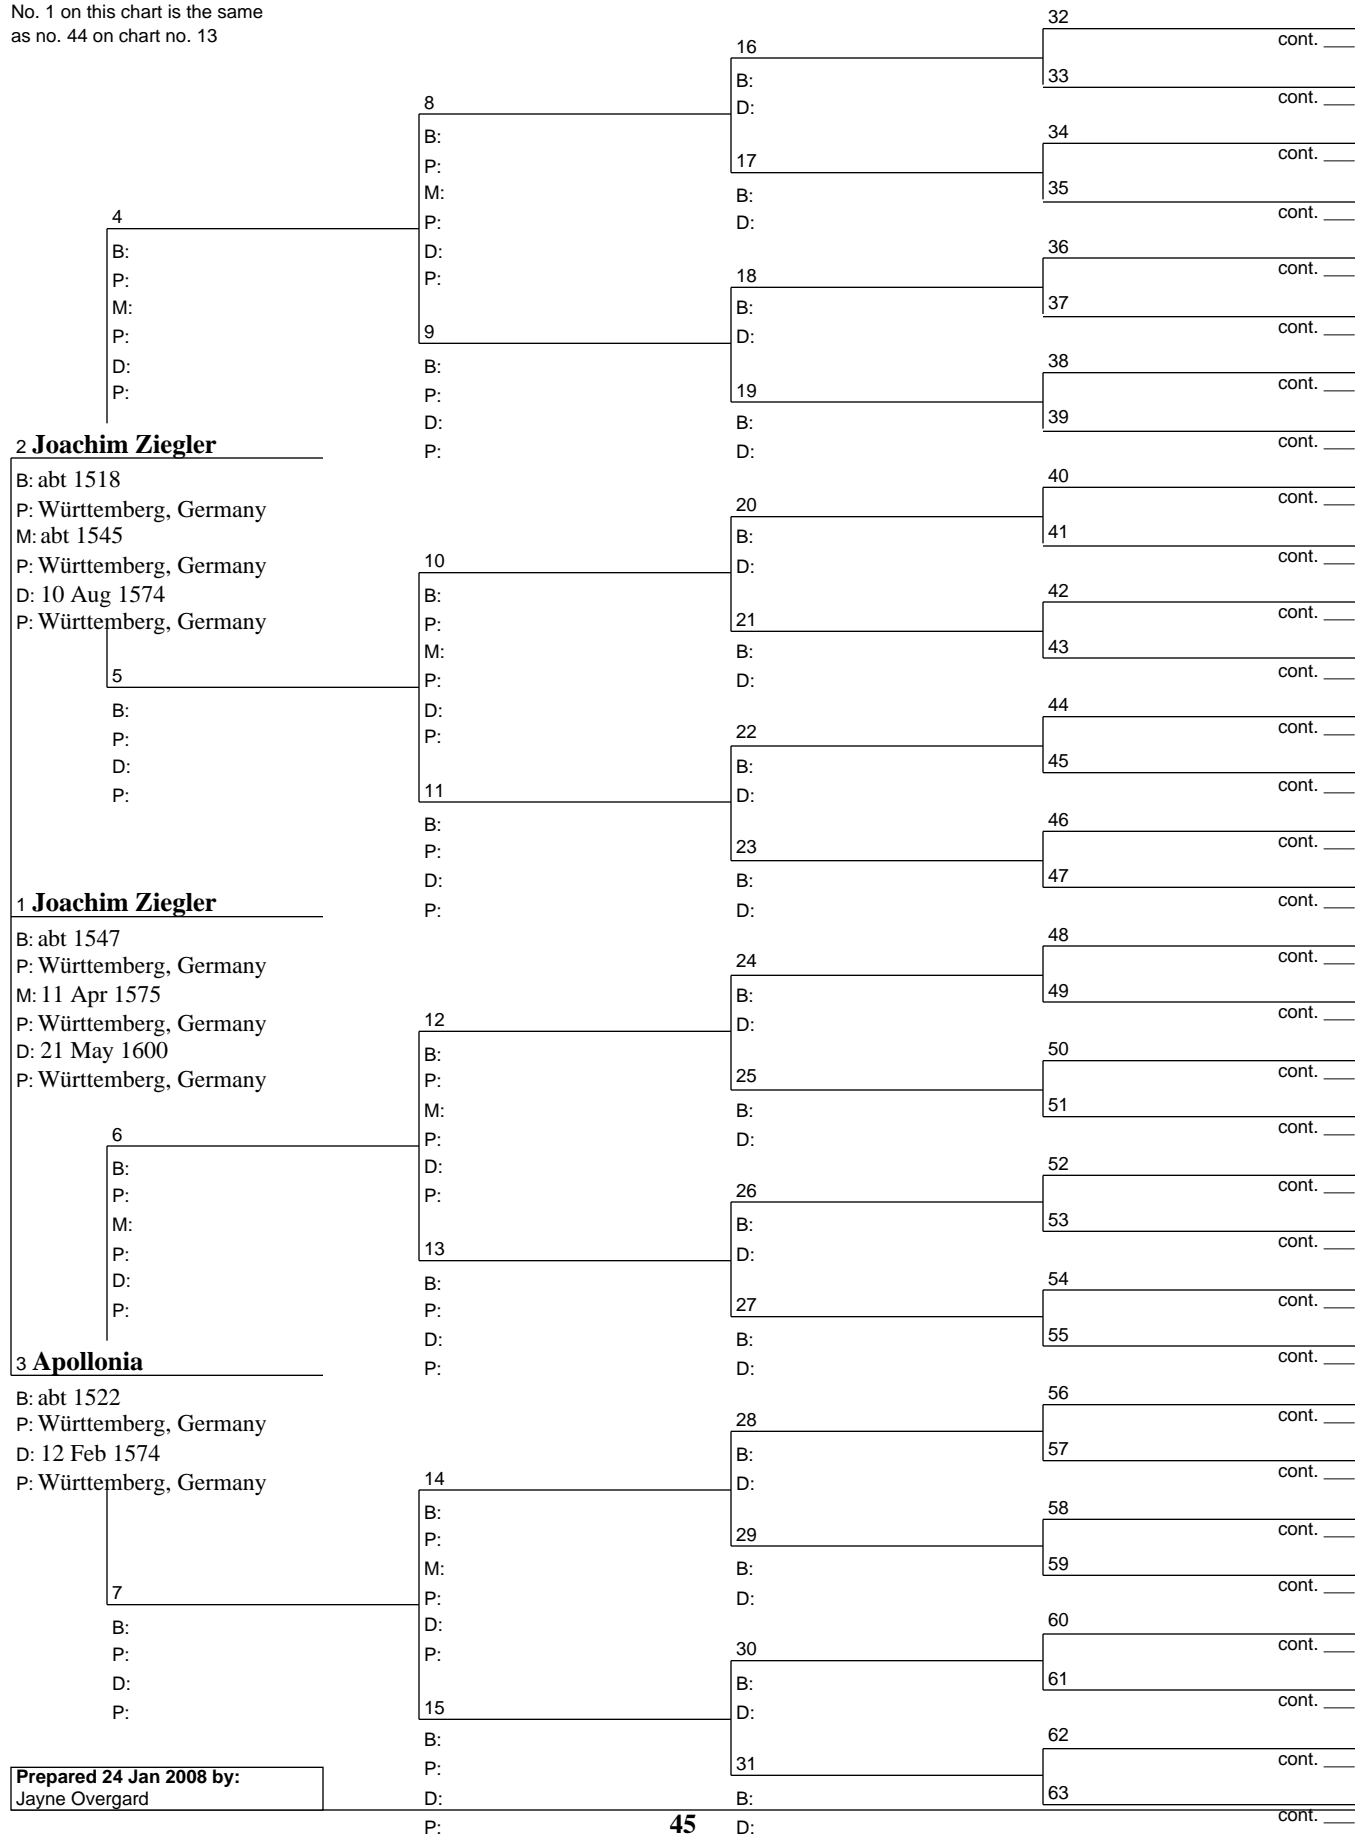 No. 1 on this chart is the same
as no. 44 on chart no. 13
2 Joachim Ziegler
B: abt 1518
P: Württemberg, Germany
M: abt 1545
P: Württemberg, Germany
D: 10 Aug 1574
P: Württemberg, Germany
1 Joachim Ziegler
B: abt 1547
P: Württemberg, Germany
M: 11 Apr 1575
P: Württemberg, Germany
D: 21 May 1600
P: Württemberg, Germany
3 Apollonia
B: abt 1522
P: Württemberg, Germany
D: 12 Feb 1574
P: Württemberg, Germany
4
B:
P:
M:
P:
D:
P:
5
B:
P:
D:
P:
6
B:
P:
M:
P:
D:
P:
7
B:
P:
D:
P:
8
B:
P:
M:
P:
D:
P:
9
B:
P:
D:
P:
10
B:
P:
M:
P:
D:
P:
11
B:
P:
D:
P:
12
B:
P:
M:
P:
D:
P:
13
B:
P:
D:
P:
14
B:
P:
M:
P:
D:
P:
15
B:
P:
D:
P:
16
B:
D:
17
B:
D:
18
B:
D:
19
B:
D:
20
B:
D:
21
B:
D:
22
B:
D:
23
B:
D:
24
B:
D:
25
B:
D:
26
B:
D:
27
B:
D:
28
B:
D:
29
B:
D:
30
B:
D:
31
B:
D:
32
cont. ___
33
cont. ___
34
cont. ___
35
cont. ___
36
cont. ___
37
cont. ___
38
cont. ___
39
cont. ___
40
cont. ___
41
cont. ___
42
cont. ___
43
cont. ___
44
cont. ___
45
cont. ___
46
cont. ___
47
cont. ___
48
cont. ___
49
cont. ___
50
cont. ___
51
cont. ___
52
cont. ___
53
cont. ___
54
cont. ___
55
cont. ___
56
cont. ___
57
cont. ___
58
cont. ___
59
cont. ___
60
cont. ___
61
cont. ___
62
cont. ___
63
cont. ___
Prepared 24 Jan 2008 by:
Jayne Overgard
45